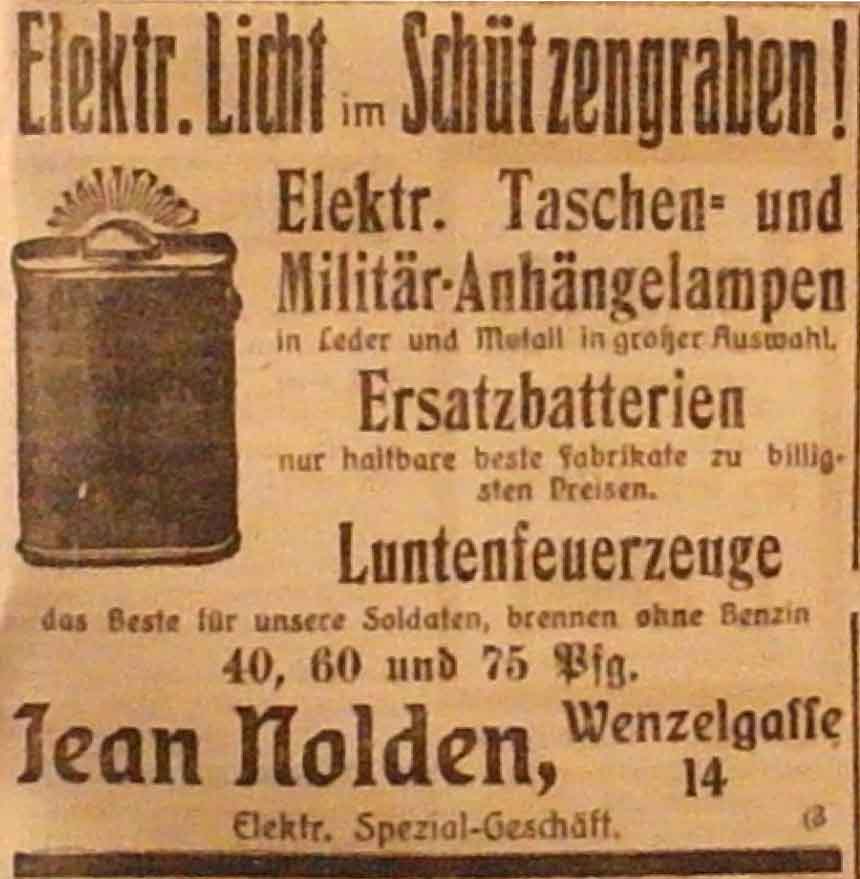 Elektr. Licht im Schützengraben!
Elektr. Taschen- und
Militär-Anhängelampen
in Leder und Metall in großer Auswahl.
Ersatzbatterien
nur haltbare beste Fabrikate zu billig-
sten Preisen.
Luntenfeuerzeuge
das Beste für unsere Soldaten, brennen ohne Benzin
40, 60 und 75 Pfg.
Jean Nolden, Wenzelgasse
14
Elektr. Spezial-Geschäft.